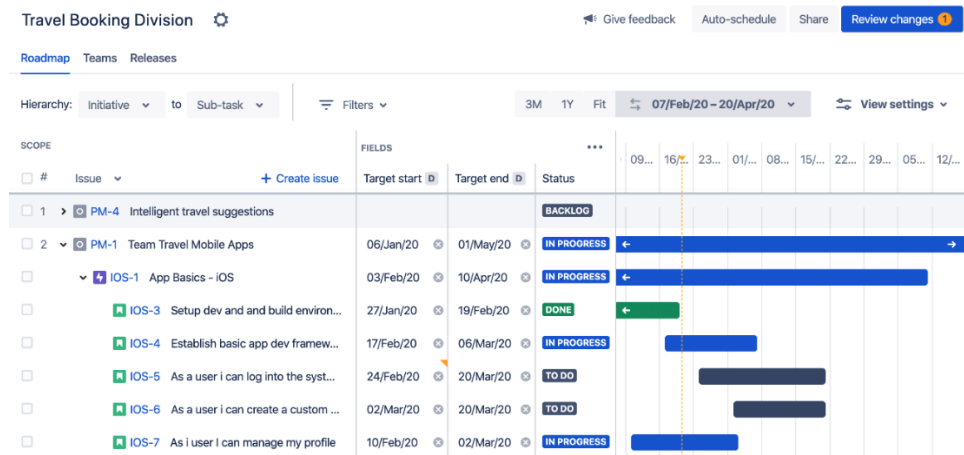 Travel Booking Division Give feedback Auto-schedule Share Review changes 1
Roadmap Teams Releases
Hierarchy: Initiative to Sub-task Filters 3M 1Y Fit 07/Feb/20 – 20/Apr/20 View settings
SCOPE FIELDS ••• 09... 16/... 23... 01/... 08... 15/... 22... 29... 05... 12/...
# Issue + Create issue Target start D Target end D Status
1 PM-4 Intelligent travel suggestions BACKLOG
2 PM-1 Team Travel Mobile Apps 06/Jan/20 01/May/20 IN PROGRESS
IOS-1 App Basics - iOS 03/Feb/20 10/Apr/20 IN PROGRESS
IOS-3 Setup dev and and build environ... 27/Jan/20 19/Feb/20 DONE
IOS-4 Establish basic app dev framew... 17/Feb/20 06/Mar/20 IN PROGRESS
IOS-5 As a user i can log into the syst... 24/Feb/20 20/Mar/20 TO DO
IOS-6 As a user i can create a custom ... 02/Mar/20 20/Mar/20 TO DO
IOS-7 As i user I can manage my profile 10/Feb/20 02/Mar/20 IN PROGRESS